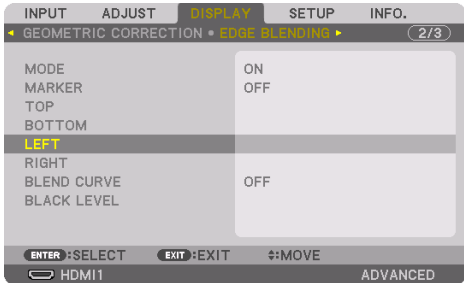 INPUT ADJUST DISPLAY SETUP INFO.
GEOMETRIC CORRECTION • EDGE BLENDING 2/3
MODE ON
MARKER OFF
TOP
BOTTOM
LEFT
RIGHT
BLEND CURVE OFF
BLACK LEVEL
ENTER :SELECT EXIT :EXIT :MOVE
HDMI1 ADVANCED